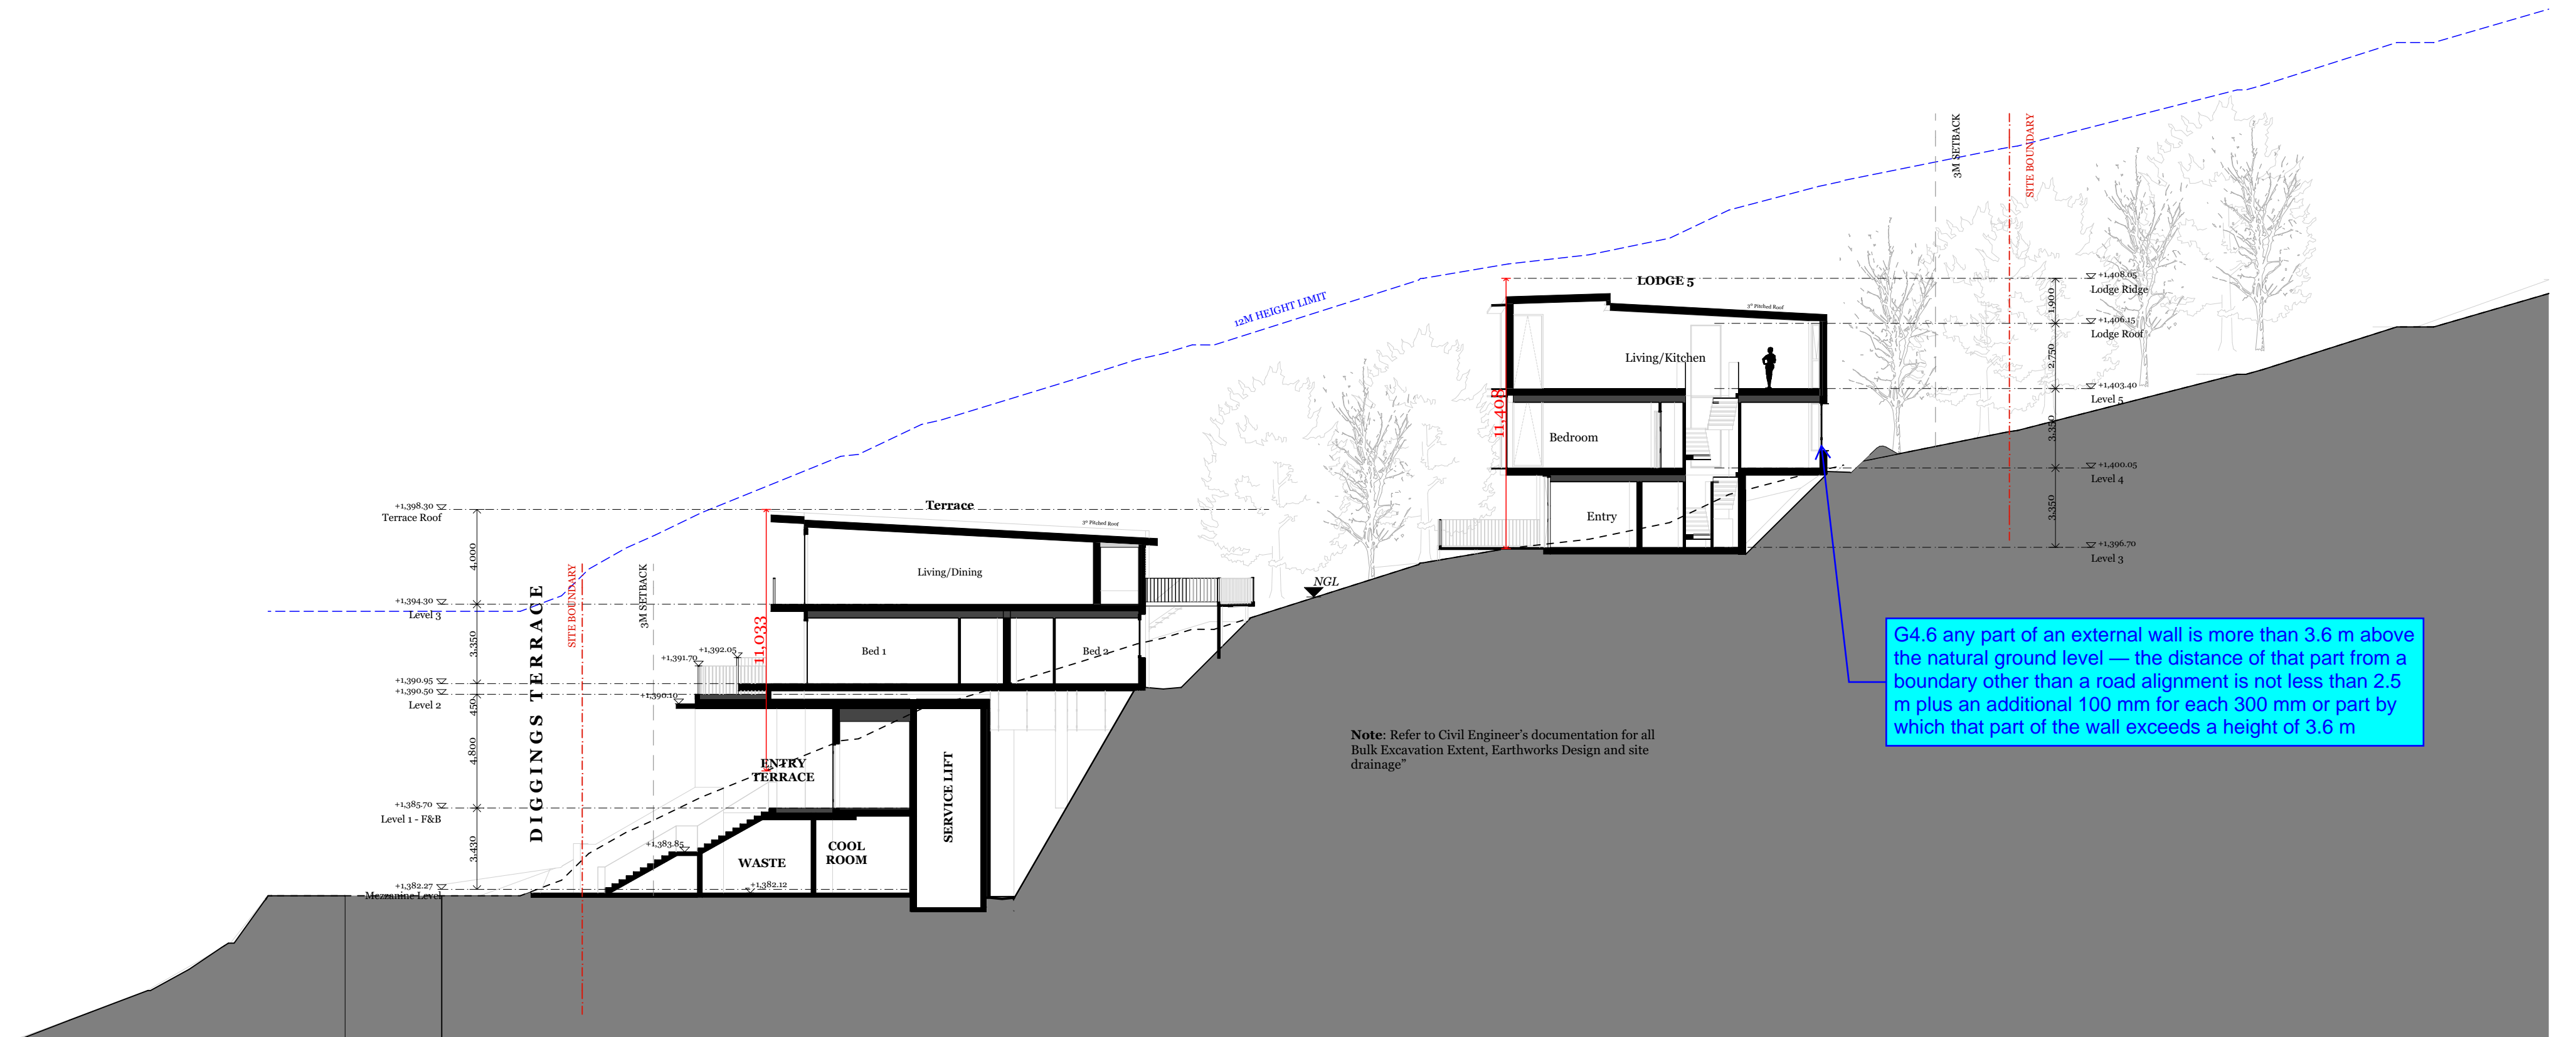 3M SETBACK
SITE BOUNDARY
12M HEIGHT LIMIT
LODGE 5
3° Pitched Roof
Living/Kitchen
Bedroom
Entry
+1,408.05
Lodge Ridge
1,900
+1,406.15
Lodge Roof
2,750
+1,403.40
Level 5
3,350
+1,400.05
Level 4
3,350
+1,396.70
Level 3
+1,398.30
Terrace Roof
4,000
+1,394.30
Level 3
3,350
+1,390.95
+1,390.50
Level 2
450
4,800
+1,385.70
Level 1 - F&B
3,430
+1,382.27
Mezzanine Level
DIGGINGS TERRACE
SITE BOUNDARY
3M SETBACK
+1,391.70
+1,392.05
+1,390.10
11,033
Terrace
3° Pitched Roof
Living/Dining
Bed 1
Bed 2
ENTRY
TERRACE
SERVICE LIFT
+1,383.85
WASTE
COOL
ROOM
+1,382.12
NGL
Note: Refer to Civil Engineer's documentation for all
Bulk Excavation Extent, Earthworks Design and site
drainage”
G4.6 any part of an external wall is more than 3.6 m above
the natural ground level — the distance of that part from a
boundary other than a road alignment is not less than 2.5
m plus an additional 100 mm for each 300 mm or part by
which that part of the wall exceeds a height of 3.6 m